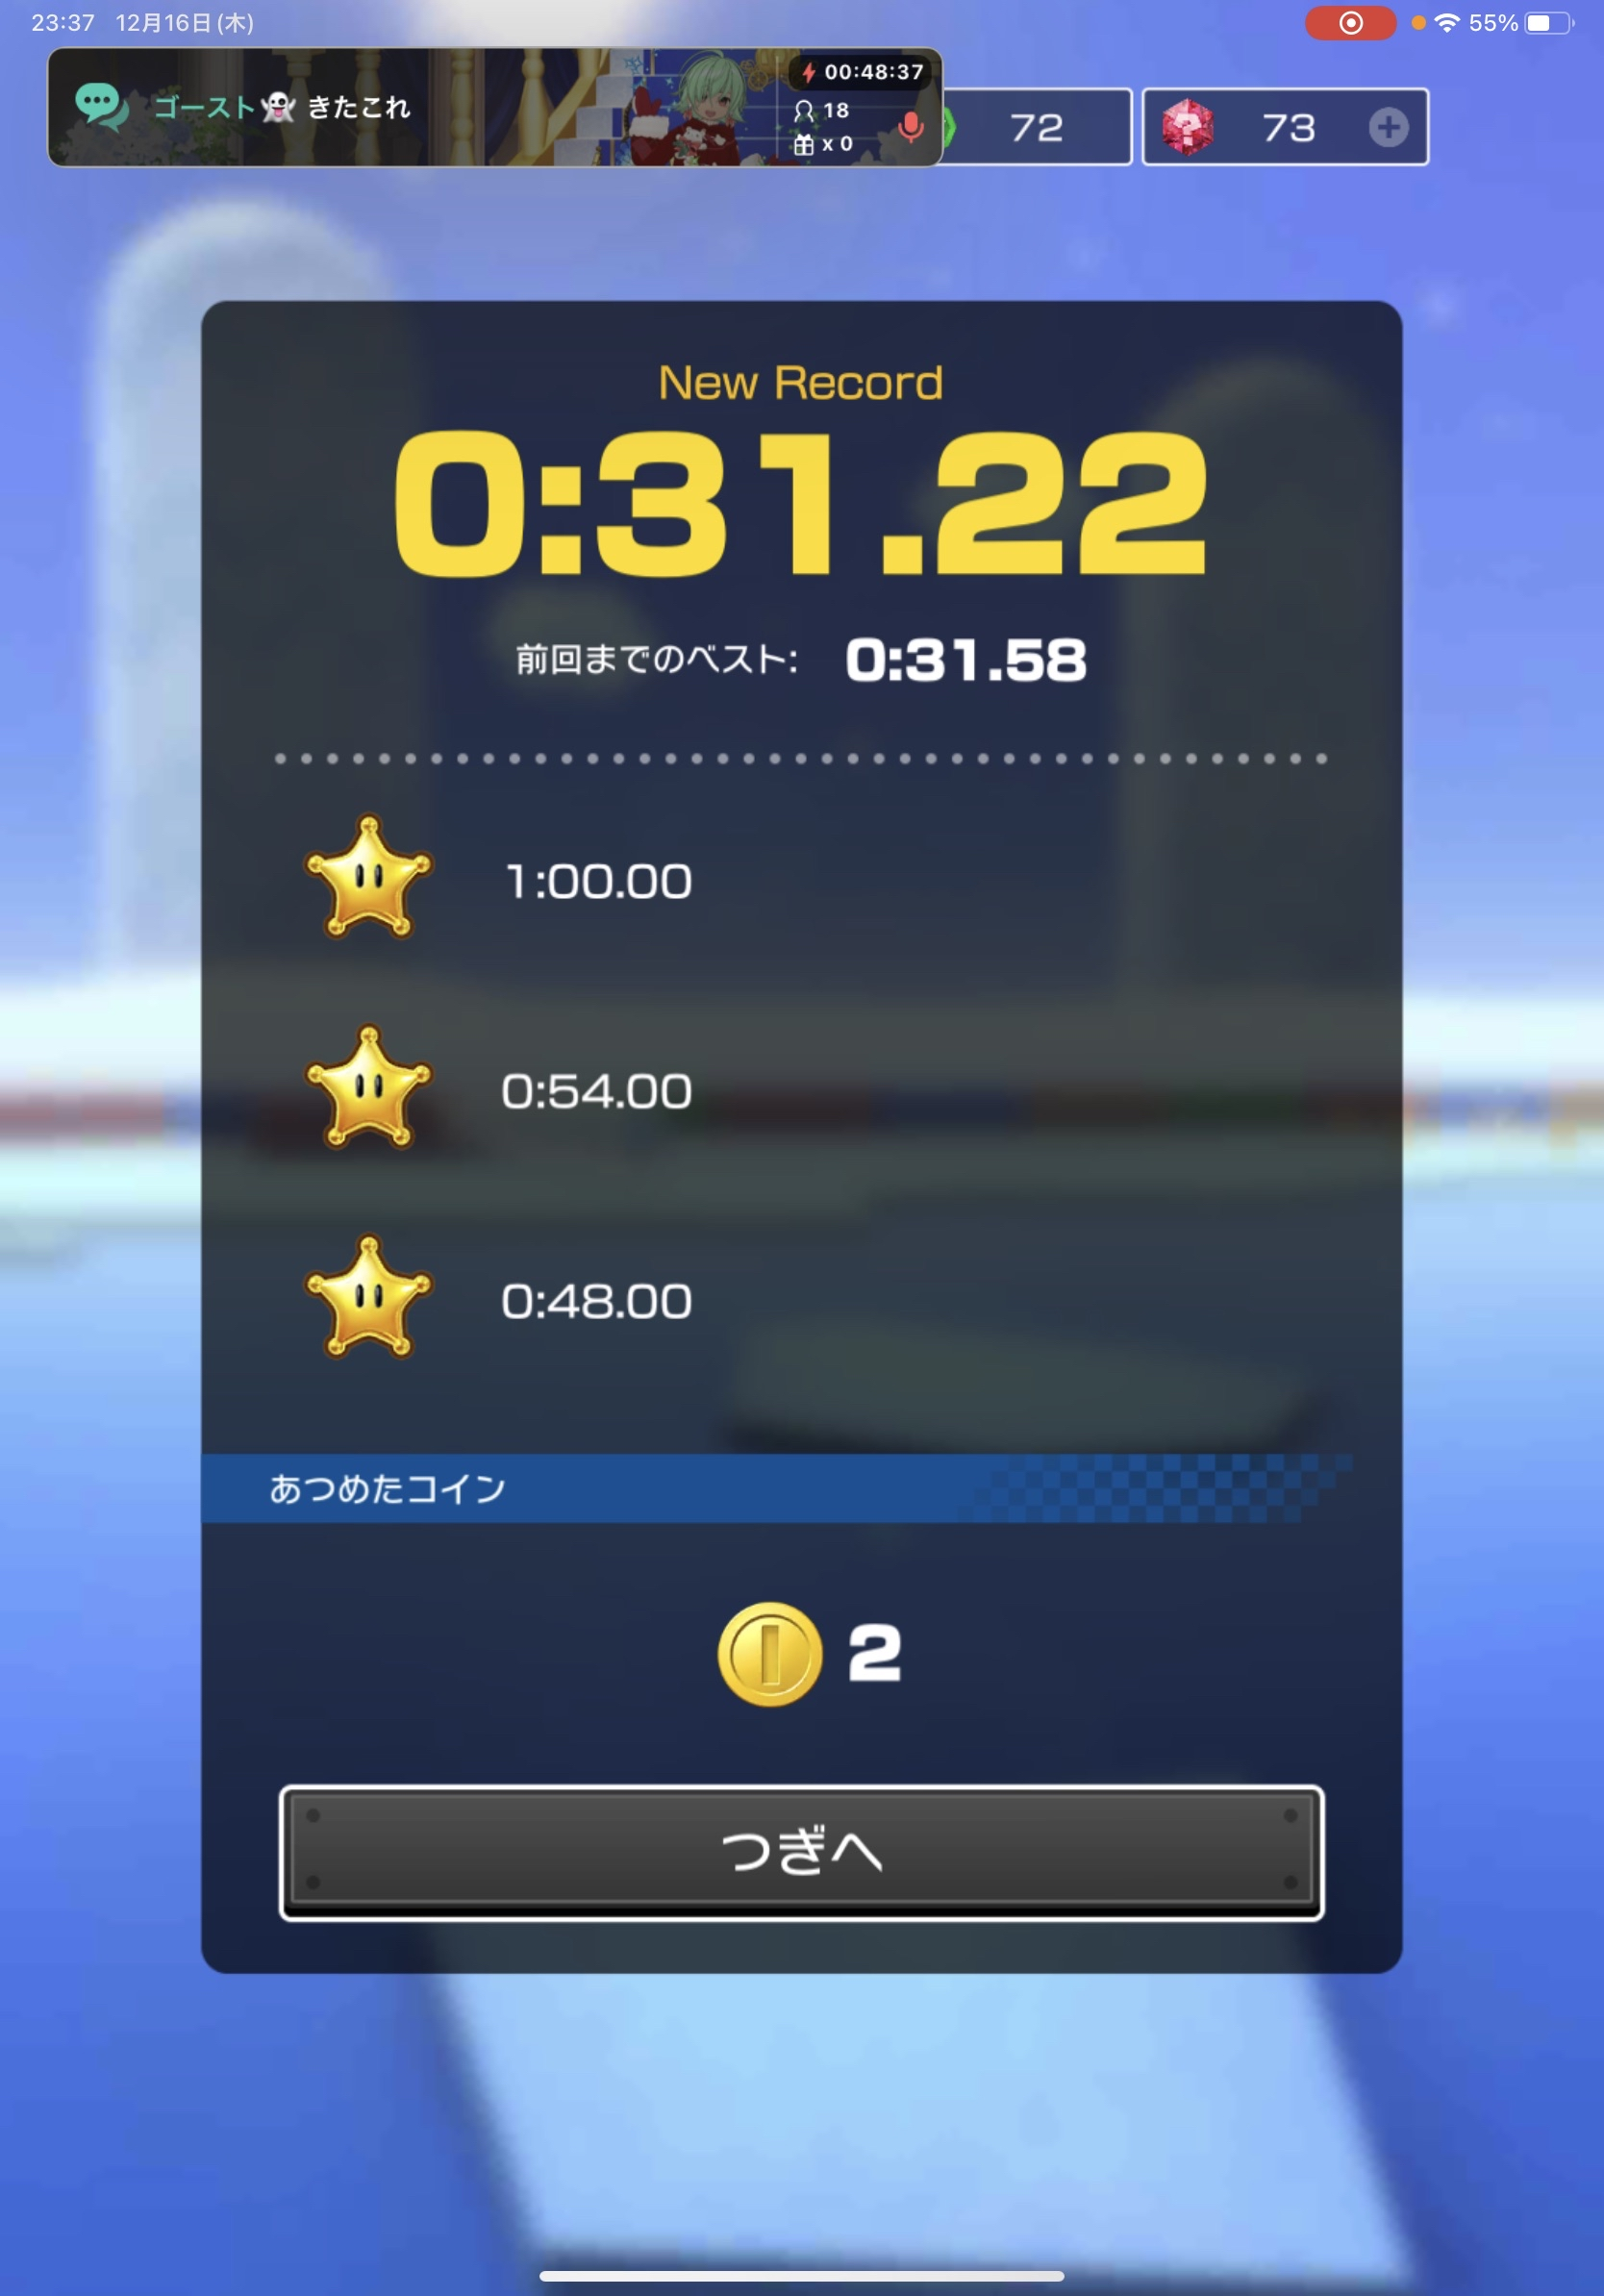 23:37 12月16日(木)
55%
ゴースト👻 きたこれ
00:48:37
18
x 0
72
73
New Record
0:31.22
前回までのベスト: 0:31.58
1:00.00
0:54.00
0:48.00
あつめたコイン
2
つぎへ